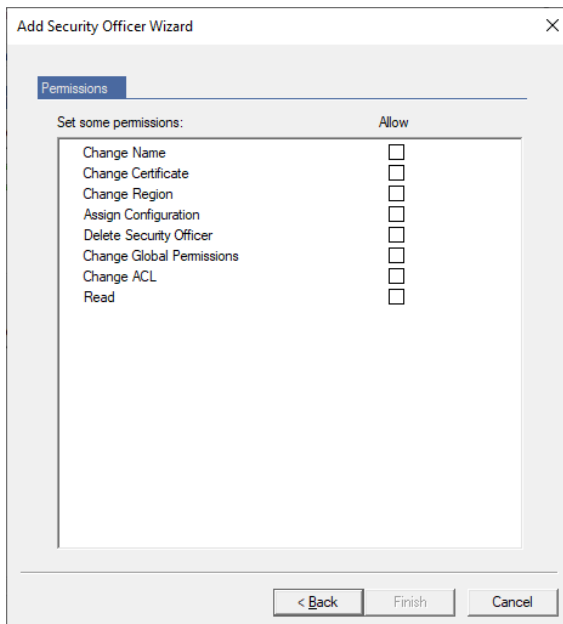 Add Security Officer Wizard
Permissions
Set some permissions: Allow
Change Name
Change Certificate
Change Region
Assign Configuration
Delete Security Officer
Change Global Permissions
Change ACL
Read
< Back Finish Cancel